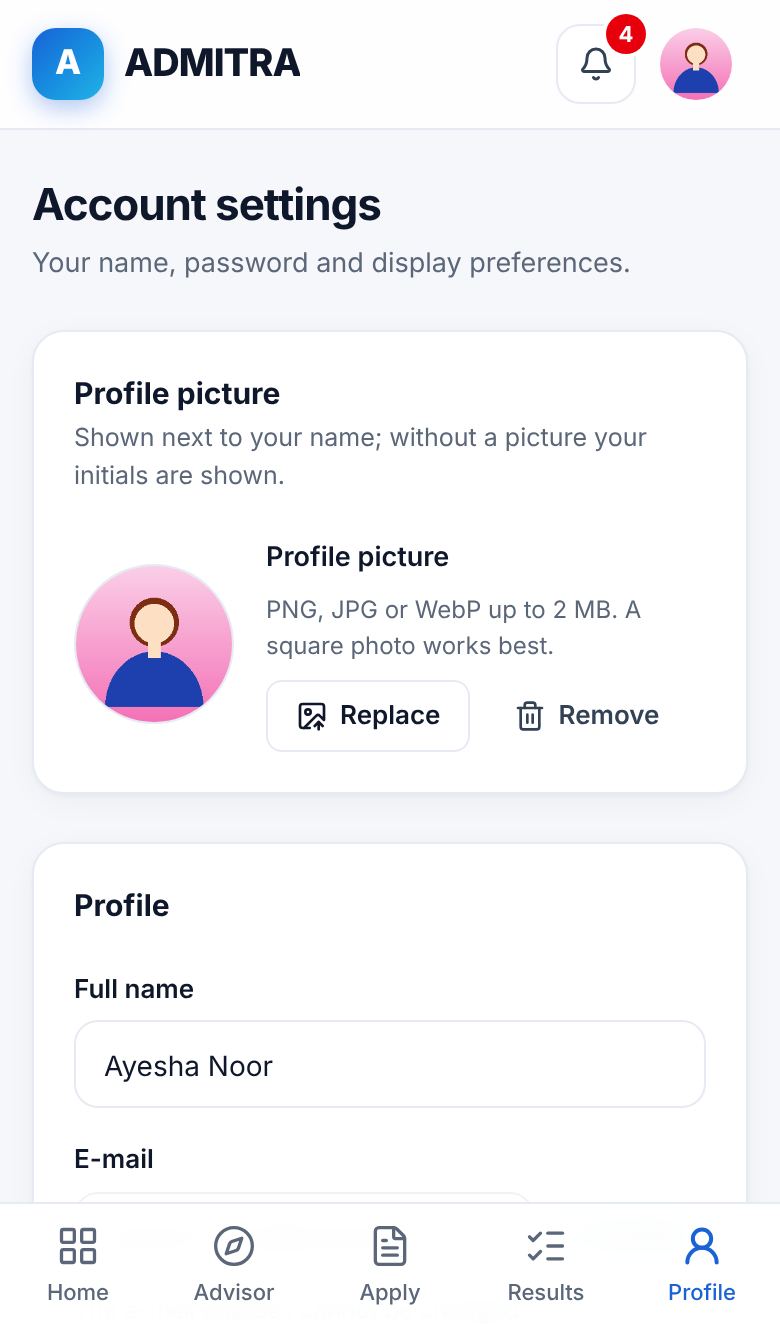 A ADMITRA 4
Account settings
Your name, password and display preferences.
Profile picture
Shown next to your name; without a picture your
initials are shown.
Profile picture
PNG, JPG or WebP up to 2 MB. A
square photo works best.
Replace Remove
Profile
Full name
Ayesha Noor
E-mail
Home Advisor Apply Results Profile